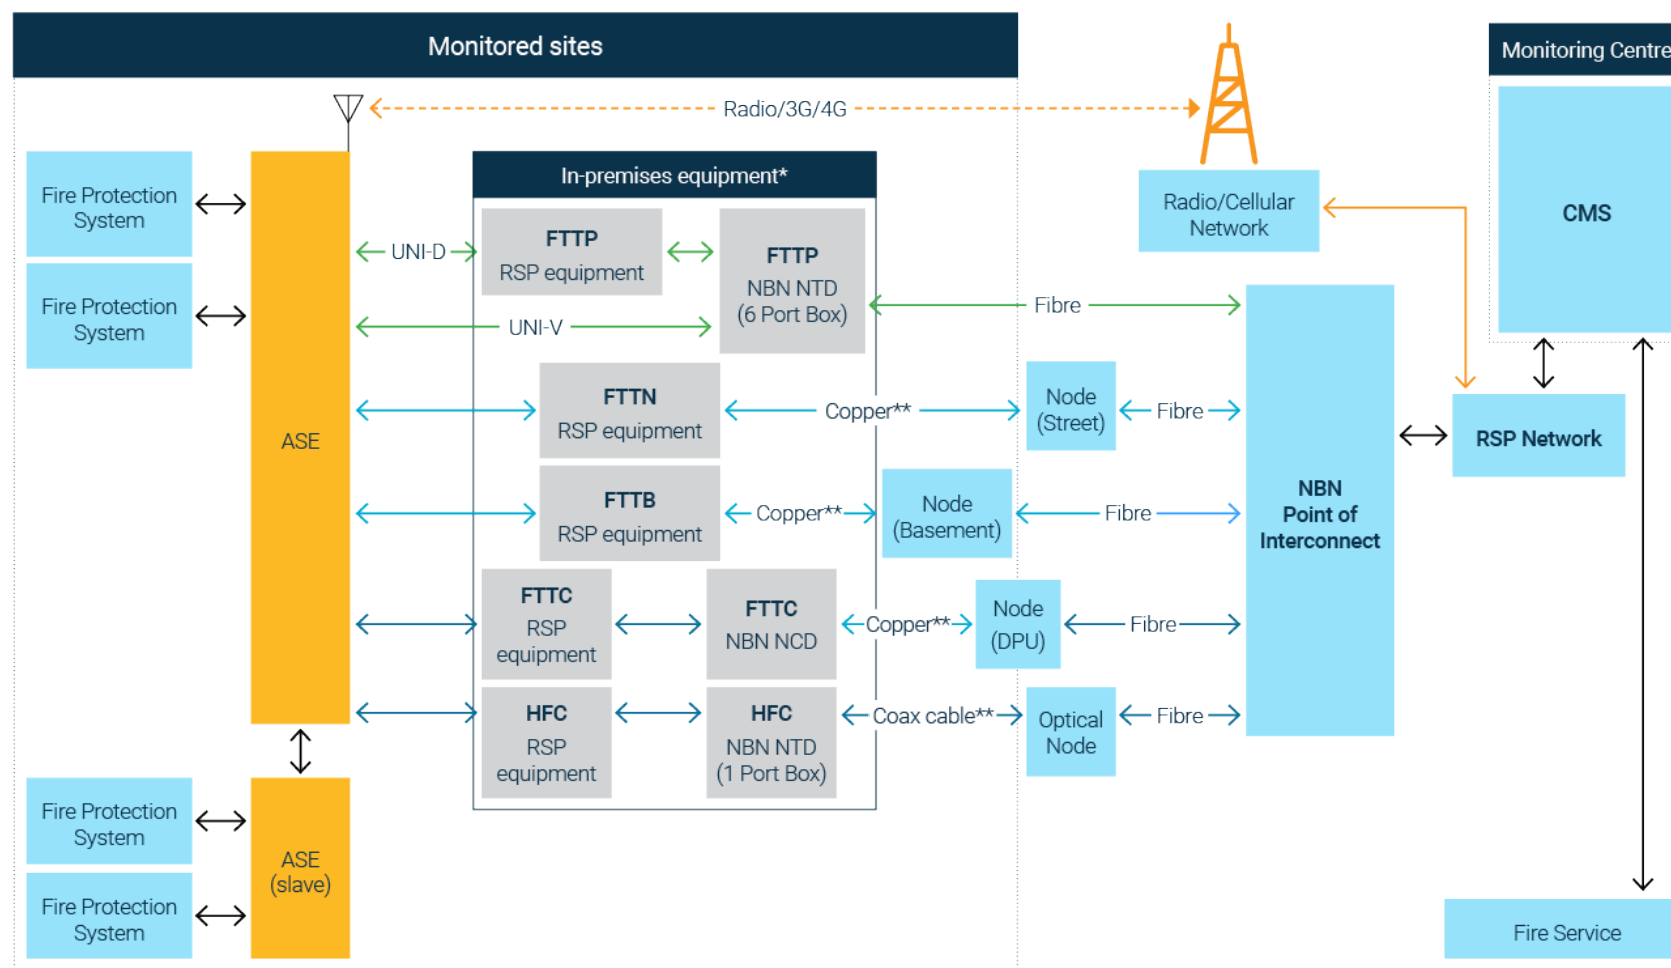 Monitored sites
Monitoring Centre
Radio/3G/4G
CMS
Radio/Cellular
Network
In-premises equipment*
Fire Protection
System
Fire Protection
System
ASE
UNI-D
FTTP
RSP equipment
FTTP
NBN NTD
(6 Port Box)
Fibre
UNI-V
FTTN
RSP equipment
Copper**
Node
(Street)
Fibre
RSP Network
FTTB
RSP equipment
Copper**
Node
(Basement)
Fibre
NBN
Point of
Interconnect
FTTC
RSP
equipment
FTTC
NBN NCD
Copper**
Node
(DPU)
Fibre
HFC
RSP
equipment
HFC
NBN NTD
(1 Port Box)
Coax cable**
Optical
Node
Fibre
Fire Protection
System
Fire Protection
System
ASE
(slave)
Fire Service